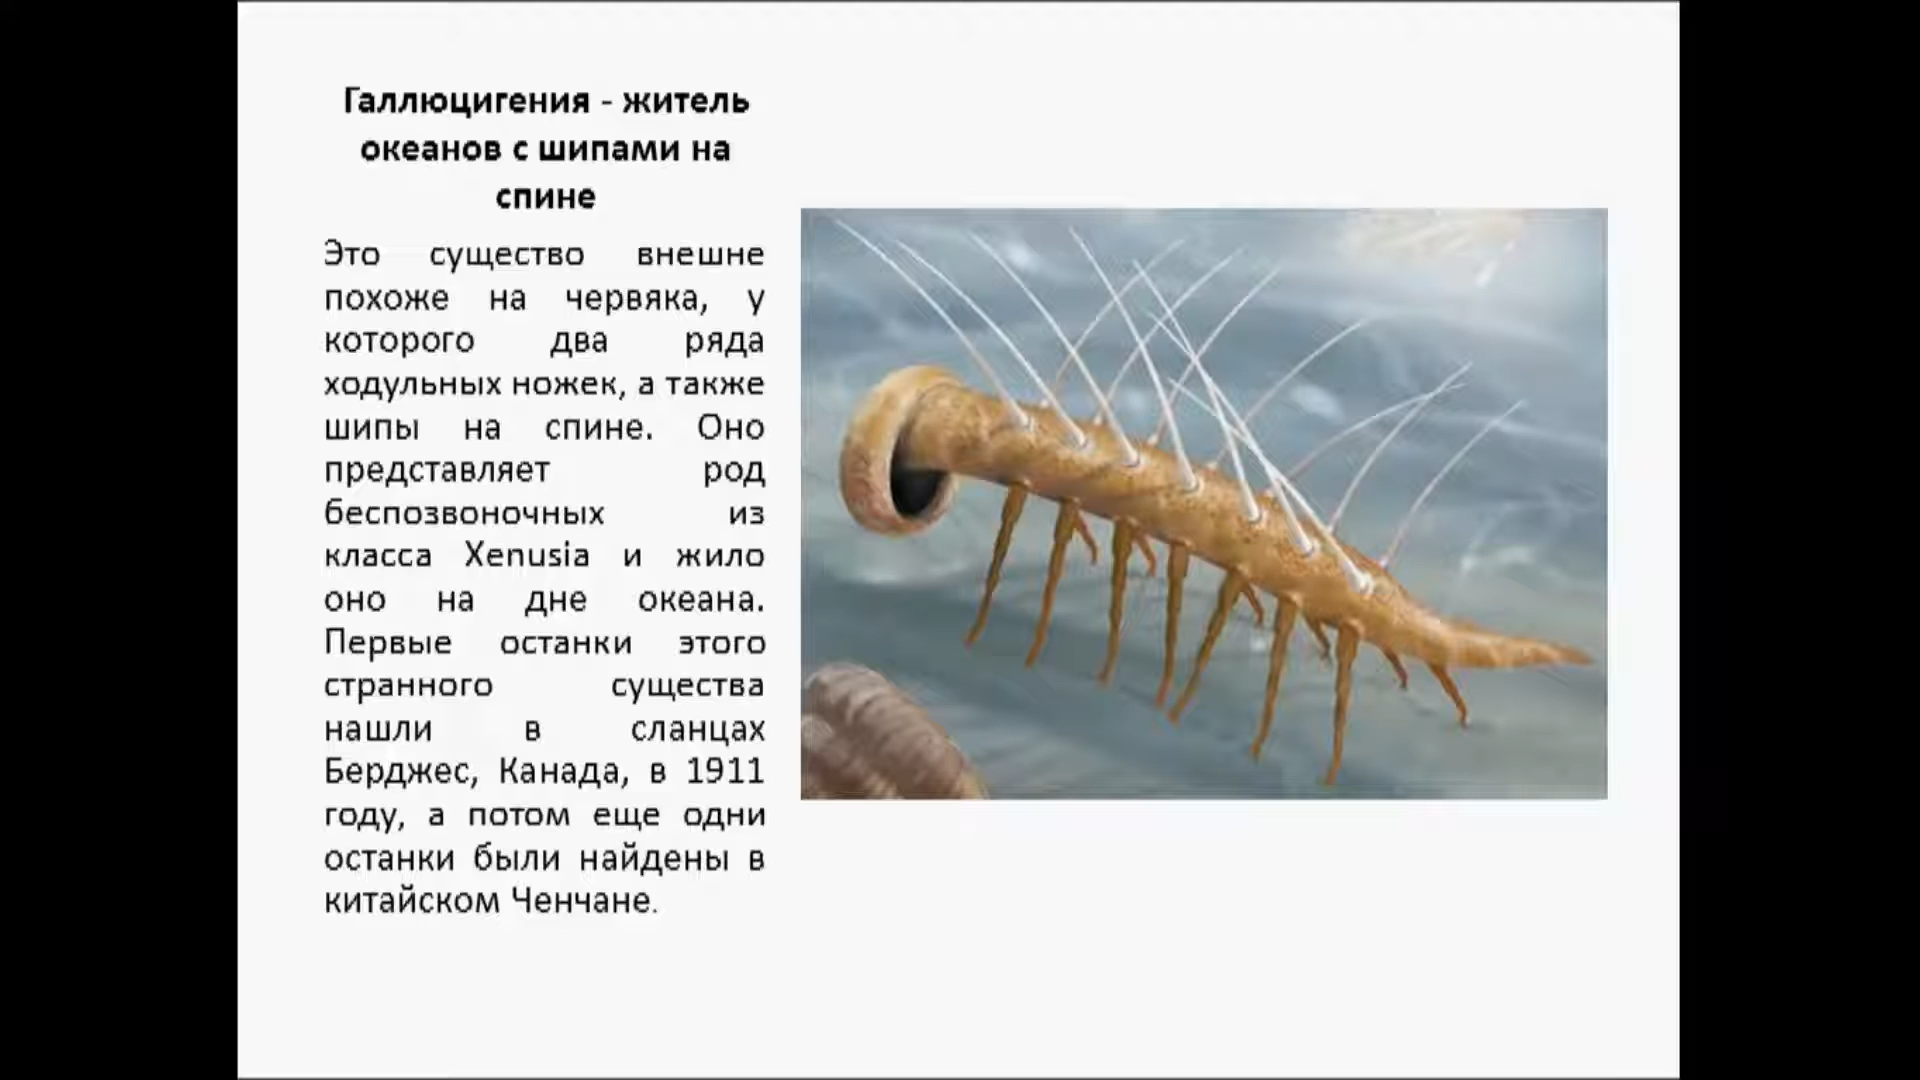 Галлюцигения - житель
океанов с шипами на
спине
Это существо внешне
похоже на червяка, у
которого два ряда
ходульных ножек, а также
шипы на спине. Оно
представляет род
беспозвоночных из
класса Xenusia и жило
оно на дне океана.
Первые останки этого
странного существа
нашли в сланцах
Берджес, Канада, в 1911
году, а потом еще одни
останки были найдены в
китайском Ченчане.